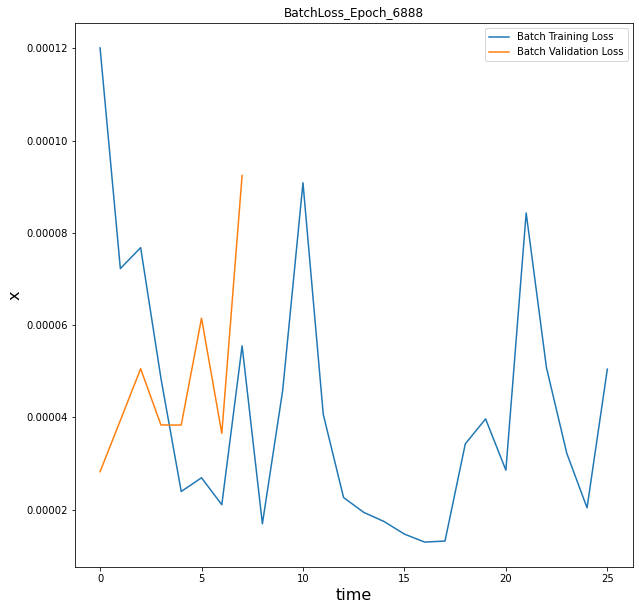 BatchLoss_Epoch_6888
Batch Training Loss
Batch Validation Loss
0.00012
0.00010
0.00008
0.00006
0.00004
0.00002
x
0 5 10 15 20 25
time